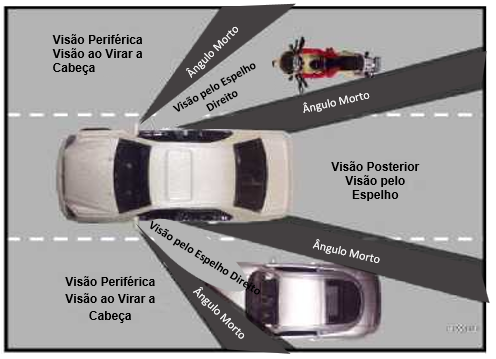 Visão Periférica
Visão ao Virar a
Cabeça
Ângulo Morto
Visão pelo Espelho
Direito
Ângulo Morto
Visão Posterior
Visão pelo
Espelho
Visão pelo Espelho Direito
Ângulo Morto
Visão Periférica
Visão ao Virar a
Cabeça
Ângulo Morto